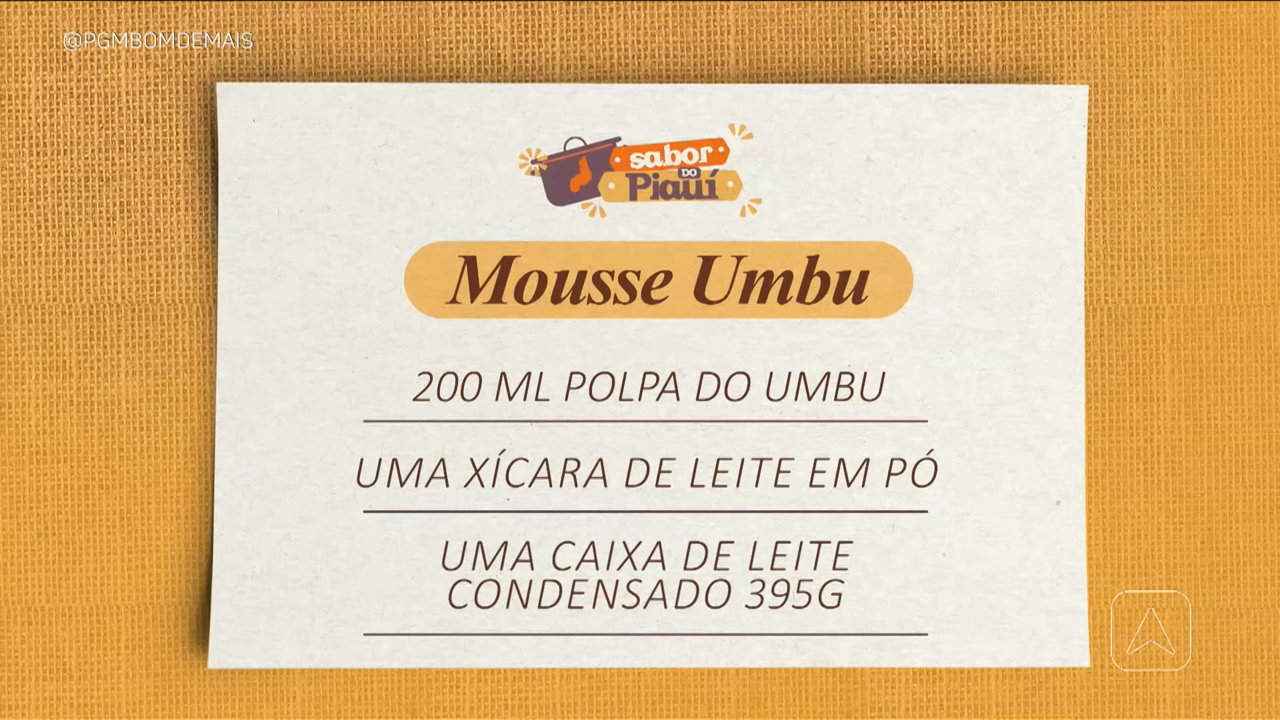 @PGMBOMDEMAIS
sabor
DO
Piauí
Mousse Umbu
200 ML POLPA DO UMBU
UMA XÍCARA DE LEITE EM PÓ
UMA CAIXA DE LEITE
CONDENSADO 395G